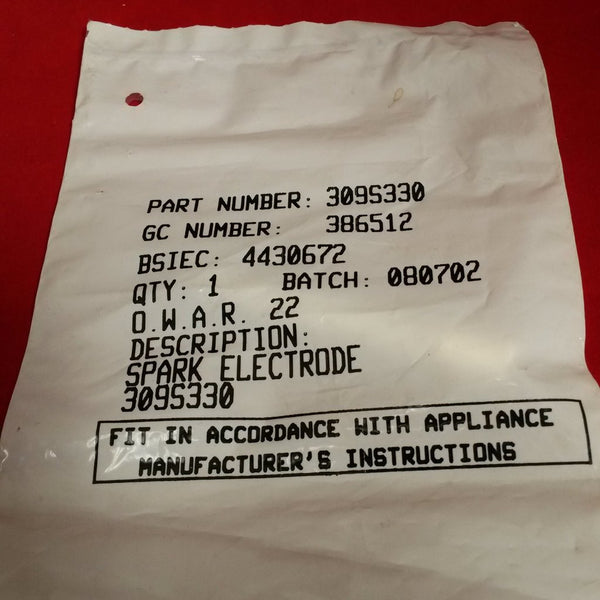 PART NUMBER: 309S330
GC NUMBER: 386512
BSIEC: 4430672
QTY: 1 BATCH: 080702
O.W.A.R. 22
DESCRIPTION:
SPARK ELECTRODE
309S330
FIT IN ACCORDANCE WITH APPLIANCE
MANUFACTURER'S INSTRUCTIONS